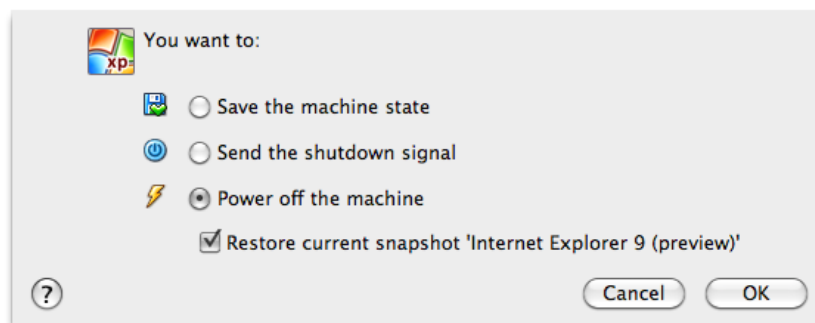 You want to:
xp
Save the machine state
Send the shutdown signal
Power off the machine
Restore current snapshot 'Internet Explorer 9 (preview)'
?
Cancel
OK